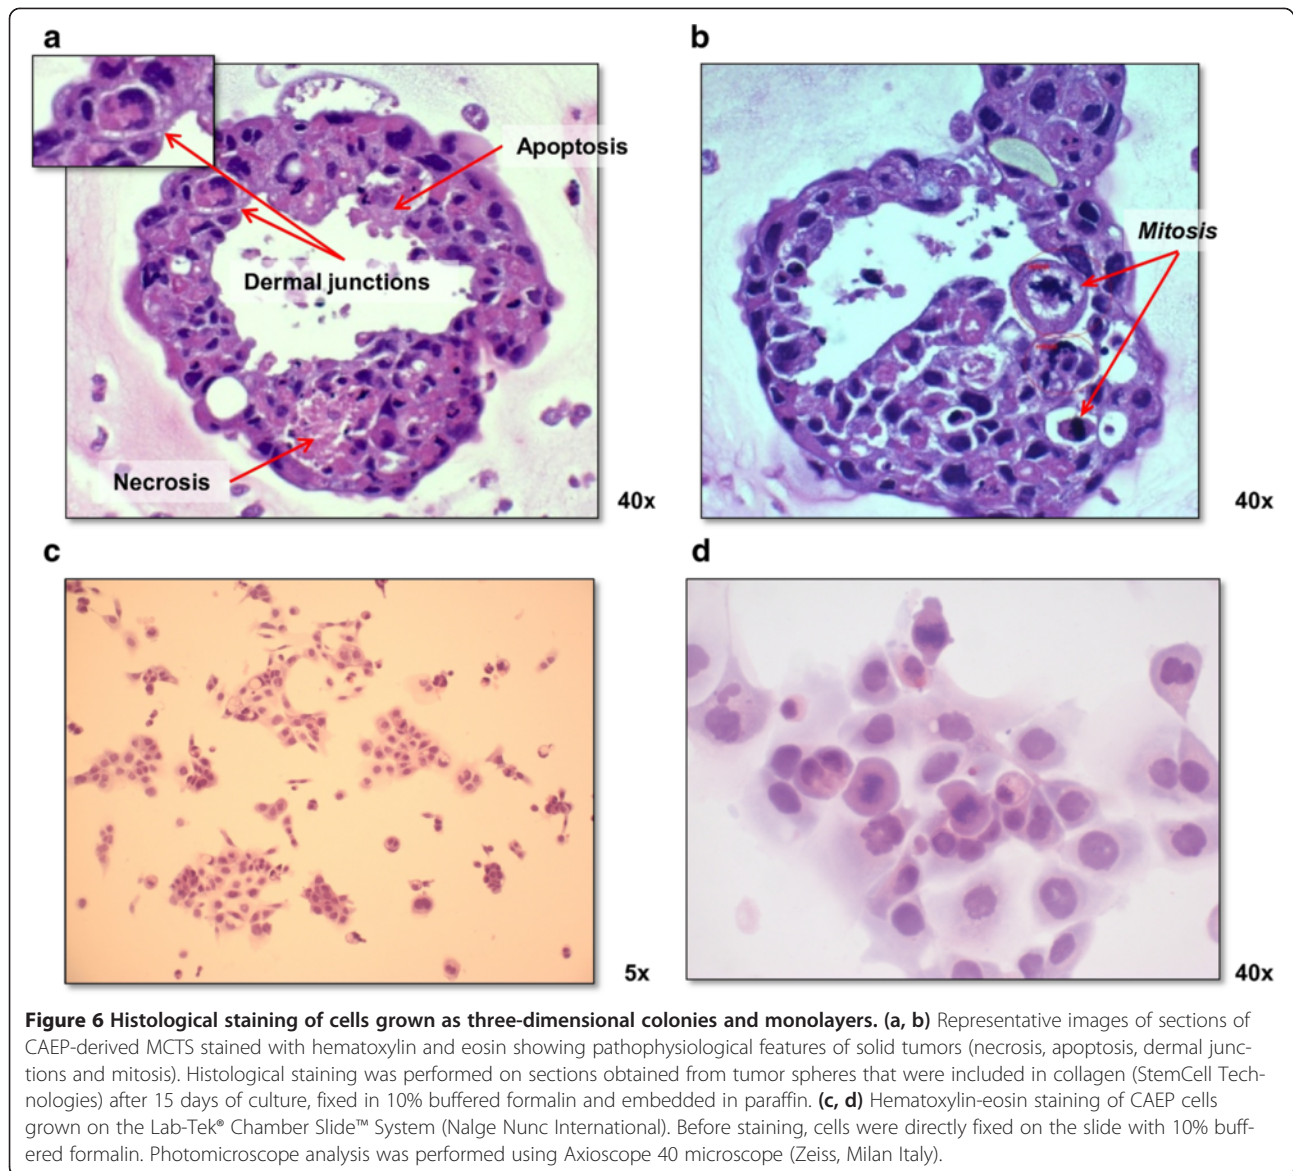 a
b
Apoptosis
Mitosis
Dermal junctions
Necrosis
40x
40x
c
d
5x
40x
Figure 6 Histological staining of cells grown as three-dimensional colonies and monolayers. (a, b) Representative images of sections of
CAEP-derived MCTS stained with hematoxylin and eosin showing pathophysiological features of solid tumors (necrosis, apoptosis, dermal junc-
tions and mitosis). Histological staining was performed on sections obtained from tumor spheres that were included in collagen (StemCell Tech-
nologies) after 15 days of culture, fixed in 10% buffered formalin and embedded in paraffin. (c, d) Hematoxylin-eosin staining of CAEP cells
grown on the Lab-Tek® Chamber Slide™ System (Nalge Nunc International). Before staining, cells were directly fixed on the slide with 10% buff-
ered formalin. Photomicroscope analysis was performed using Axioscope 40 microscope (Zeiss, Milan Italy).